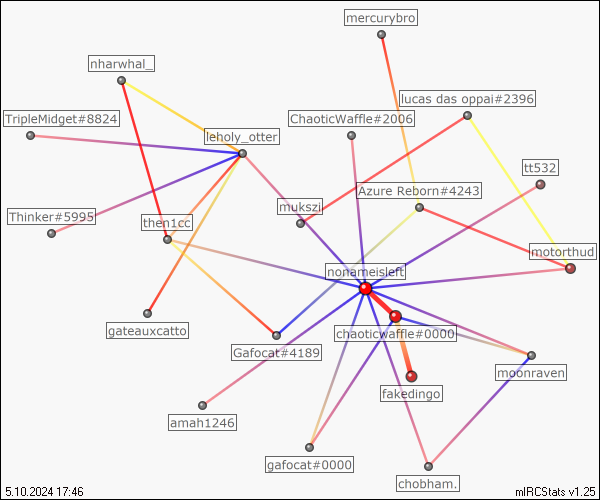 mercurybro
nharwhal_
lucas das oppai#2396
TripleMidget#8824
ChaoticWaffle#2006
leholy_otter
tt532
Azure Reborn#4243
mukszi
Thinker#5995
then1cc
motorthud
nonameisleft
gateauxcatto
chaoticwaffle#0000
Gafocat#4189
moonraven
fakedingo
amah1246
gafocat#0000
chobham.
5.10.2024 17:46
mIRCStats v1.25